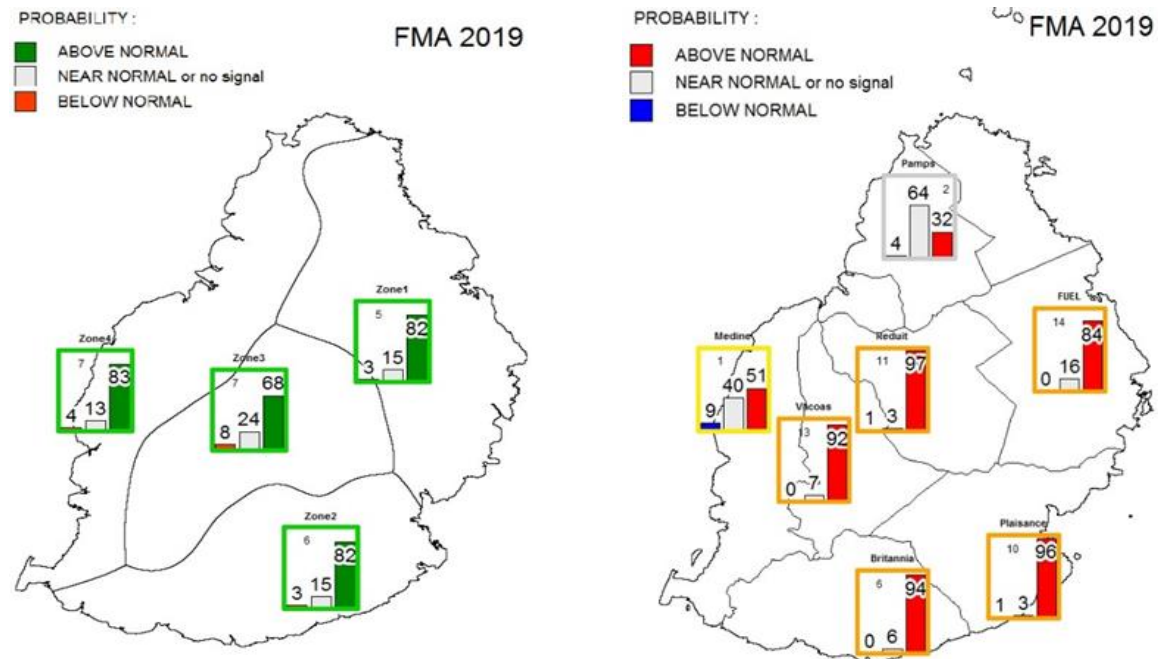 PROBABILITY :
FMA 2019
ABOVE NORMAL
NEAR NORMAL or no signal
BELOW NORMAL
Zone1
5
3 15 82
Zone4
7
4 13 83
Zone3
7
8 24 68
Zone2
6
3 15 82
PROBABILITY :
FMA 2019
ABOVE NORMAL
NEAR NORMAL or no signal
BELOW NORMAL
Pamps
2
4 64 32
FUEL
14
0 16 84
Medine
1
9 40 51
Reduit
11
1 3 97
Vacoas
13
0 7 92
Plaisance
10
1 3 96
Britannia
6
0 6 94